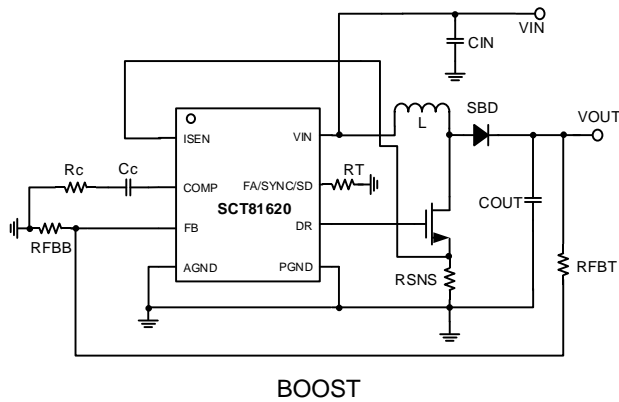 VIN
CIN
SBD
VOUT
L
ISEN
VIN
Rc
Cc
COMP
FA/SYNC/SD
RT
SCT81620
COUT
FB
DR
RFBB
RFBT
AGND
PGND
RSNS
BOOST